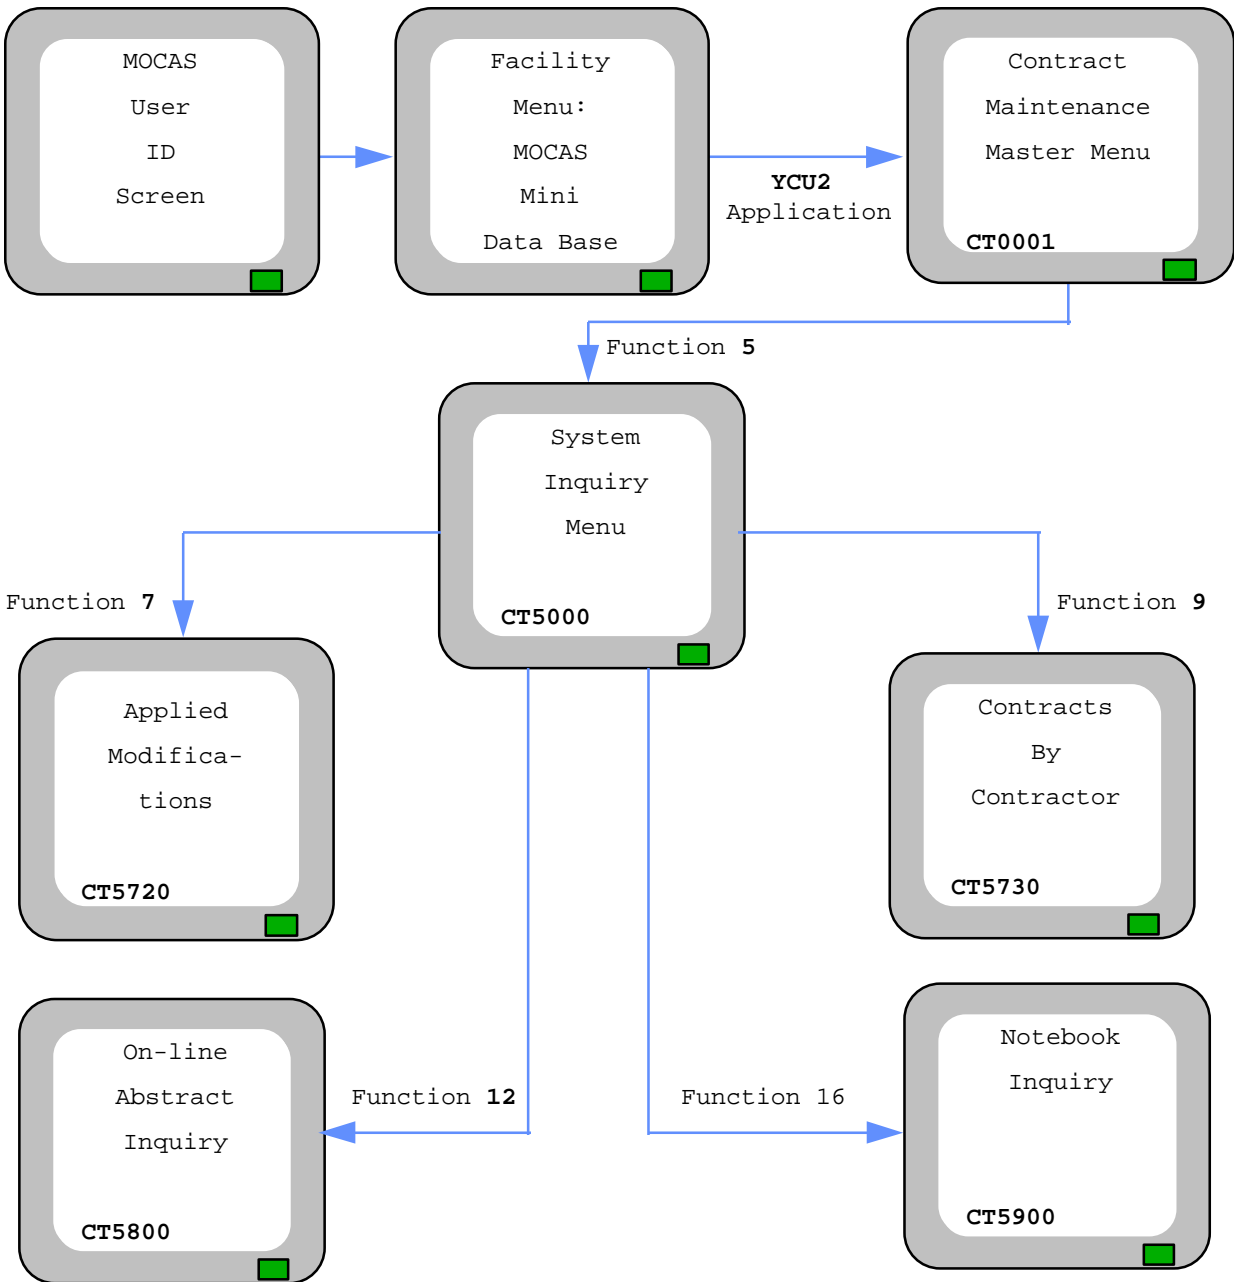 MOCAS
User
ID
Screen
Facility
Menu:
MOCAS
Mini
Data Base
YCU2
Application
Contract
Maintenance
Master Menu
CT0001
Function 5
System
Inquiry
Menu
CT5000
Function 7
Function 9
Applied
Modifica-
tions
CT5720
Contracts
By
Contractor
CT5730
On-line
Abstract
Inquiry
CT5800
Function 12
Function 16
Notebook
Inquiry
CT5900